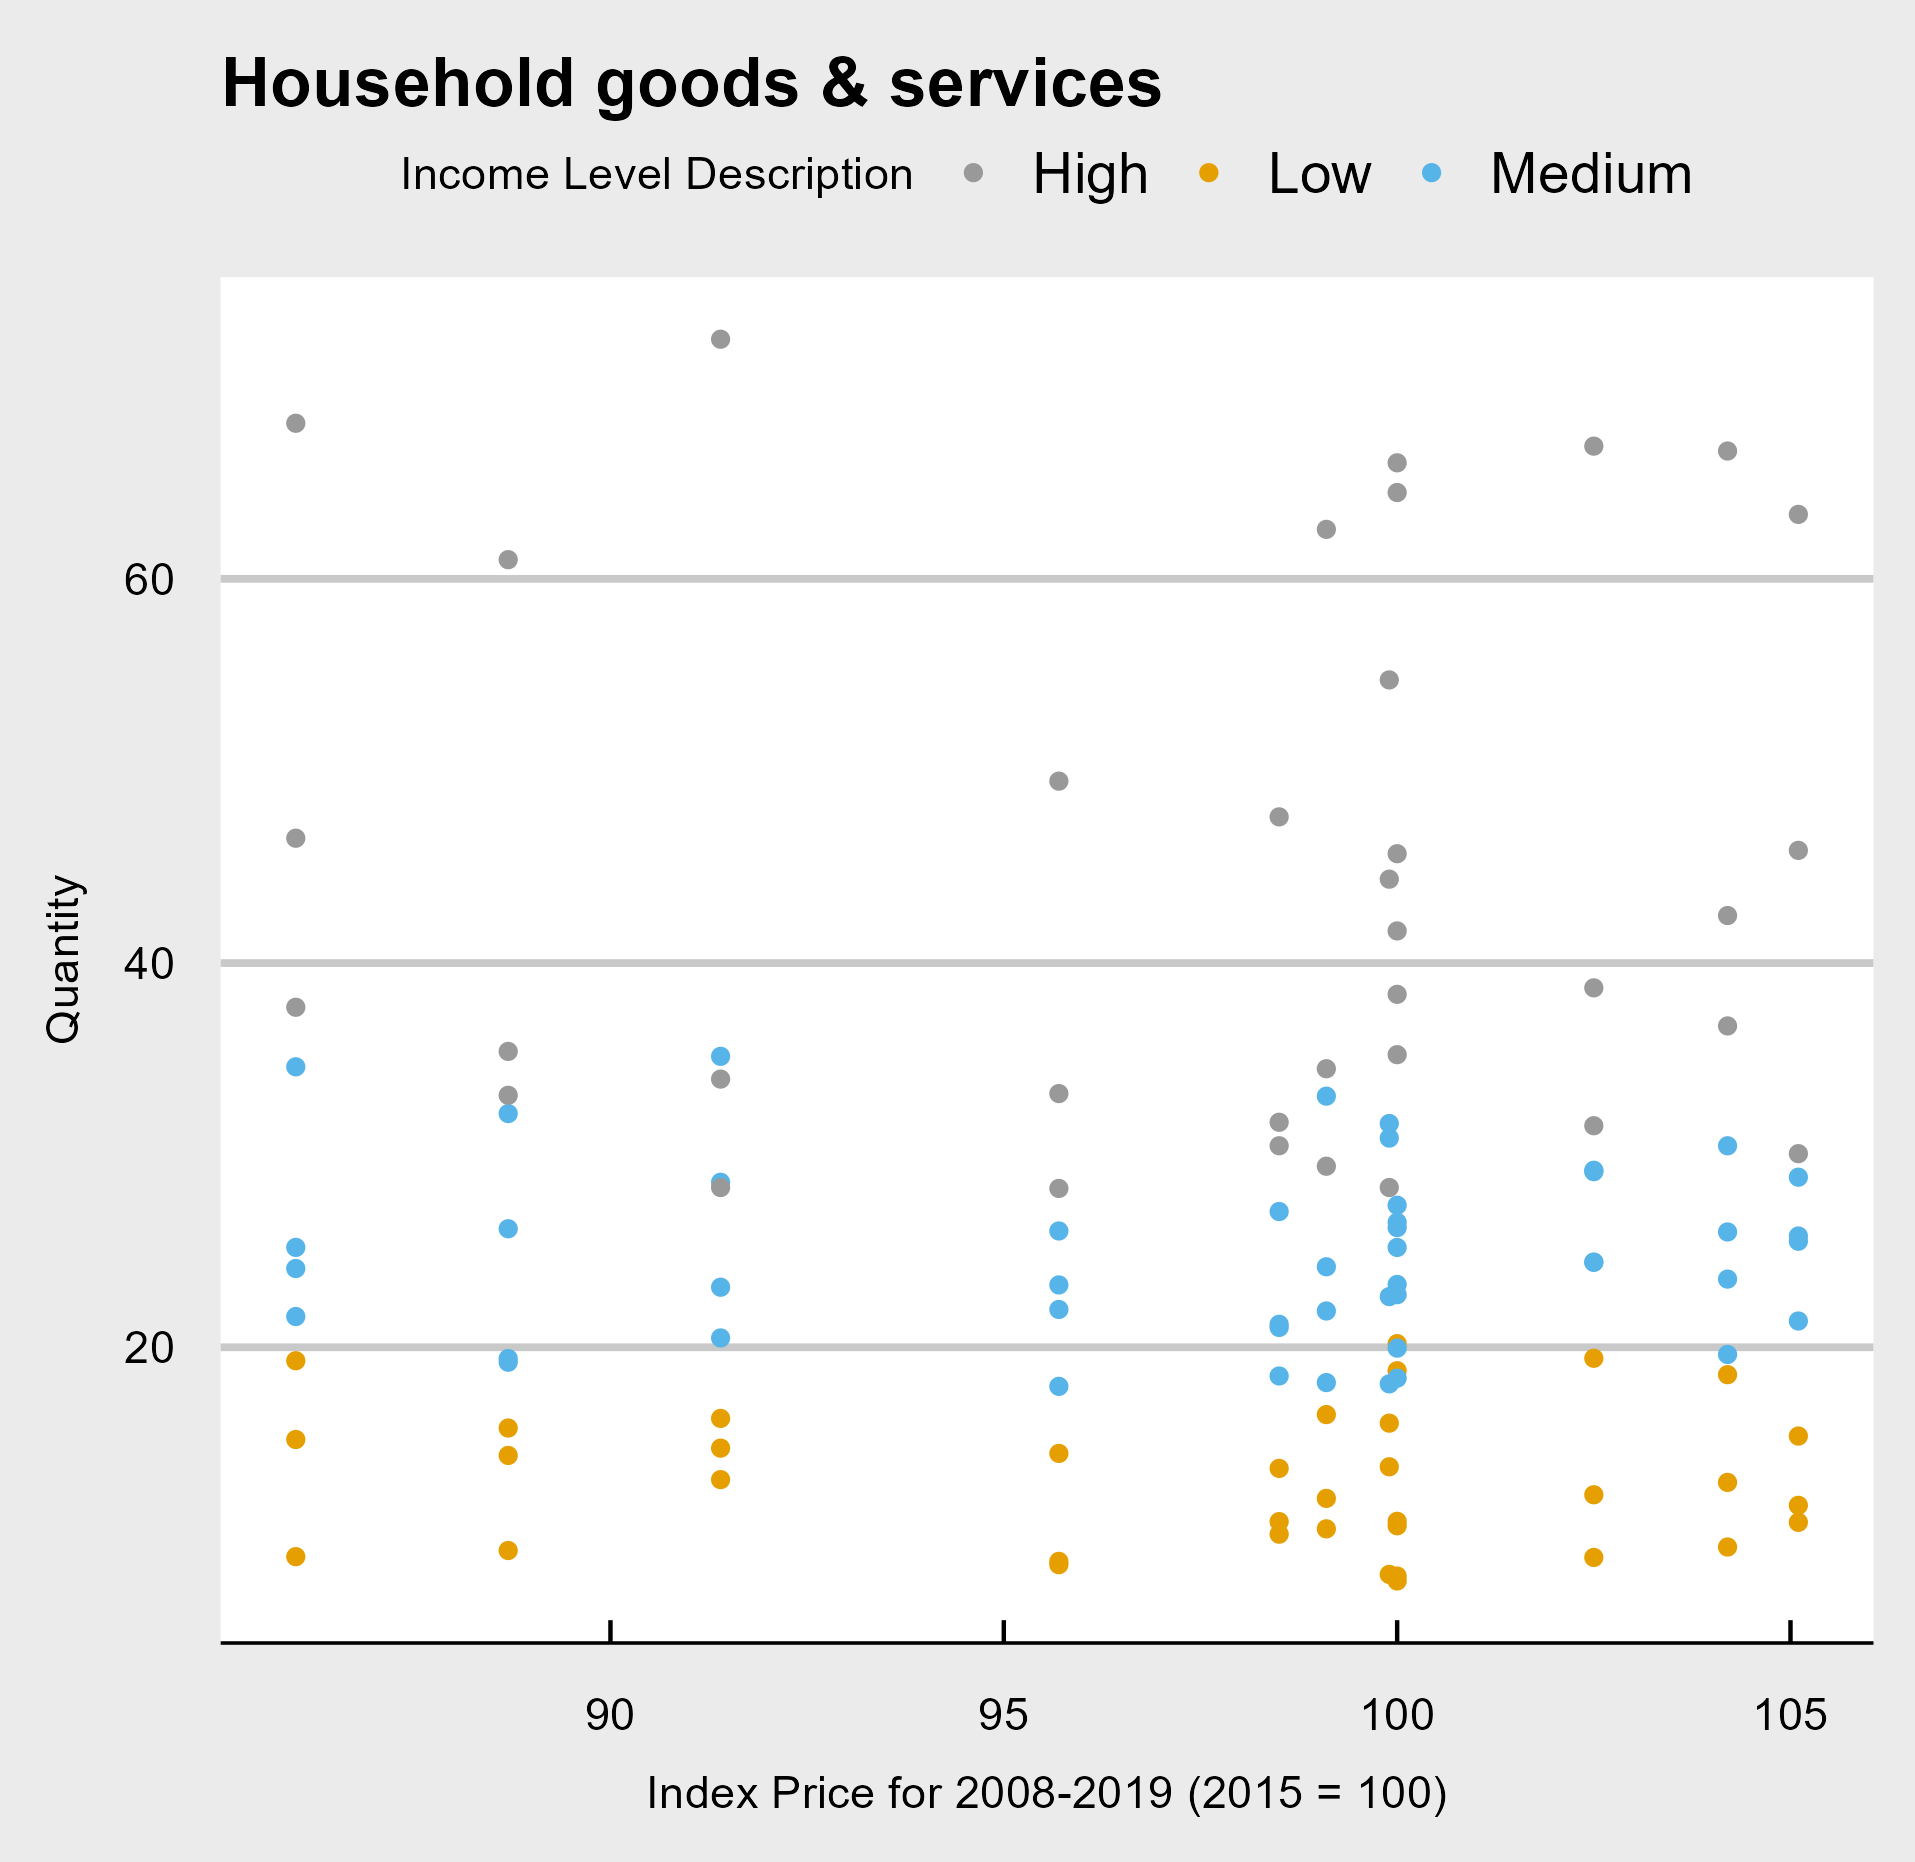 Household goods & services
Income Level Description High Low Medium
60
40
20
Quantity
90 95 100 105
Index Price for 2008-2019 (2015 = 100)